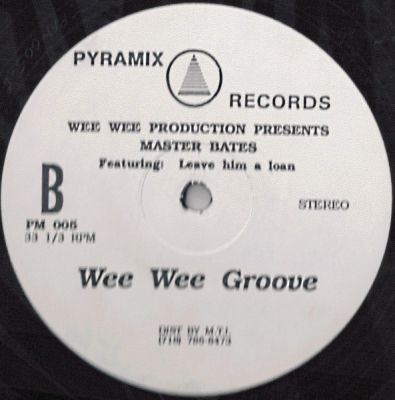 PYRAMIX
RECORDS
WEE WEE PRODUCTION PRESENTS
MASTER BATES
Featuring: Leave him a loan
B
STEREO
PM 005
33 1/3 RPM
Wee Wee Groove
DIST BY M.T.I.